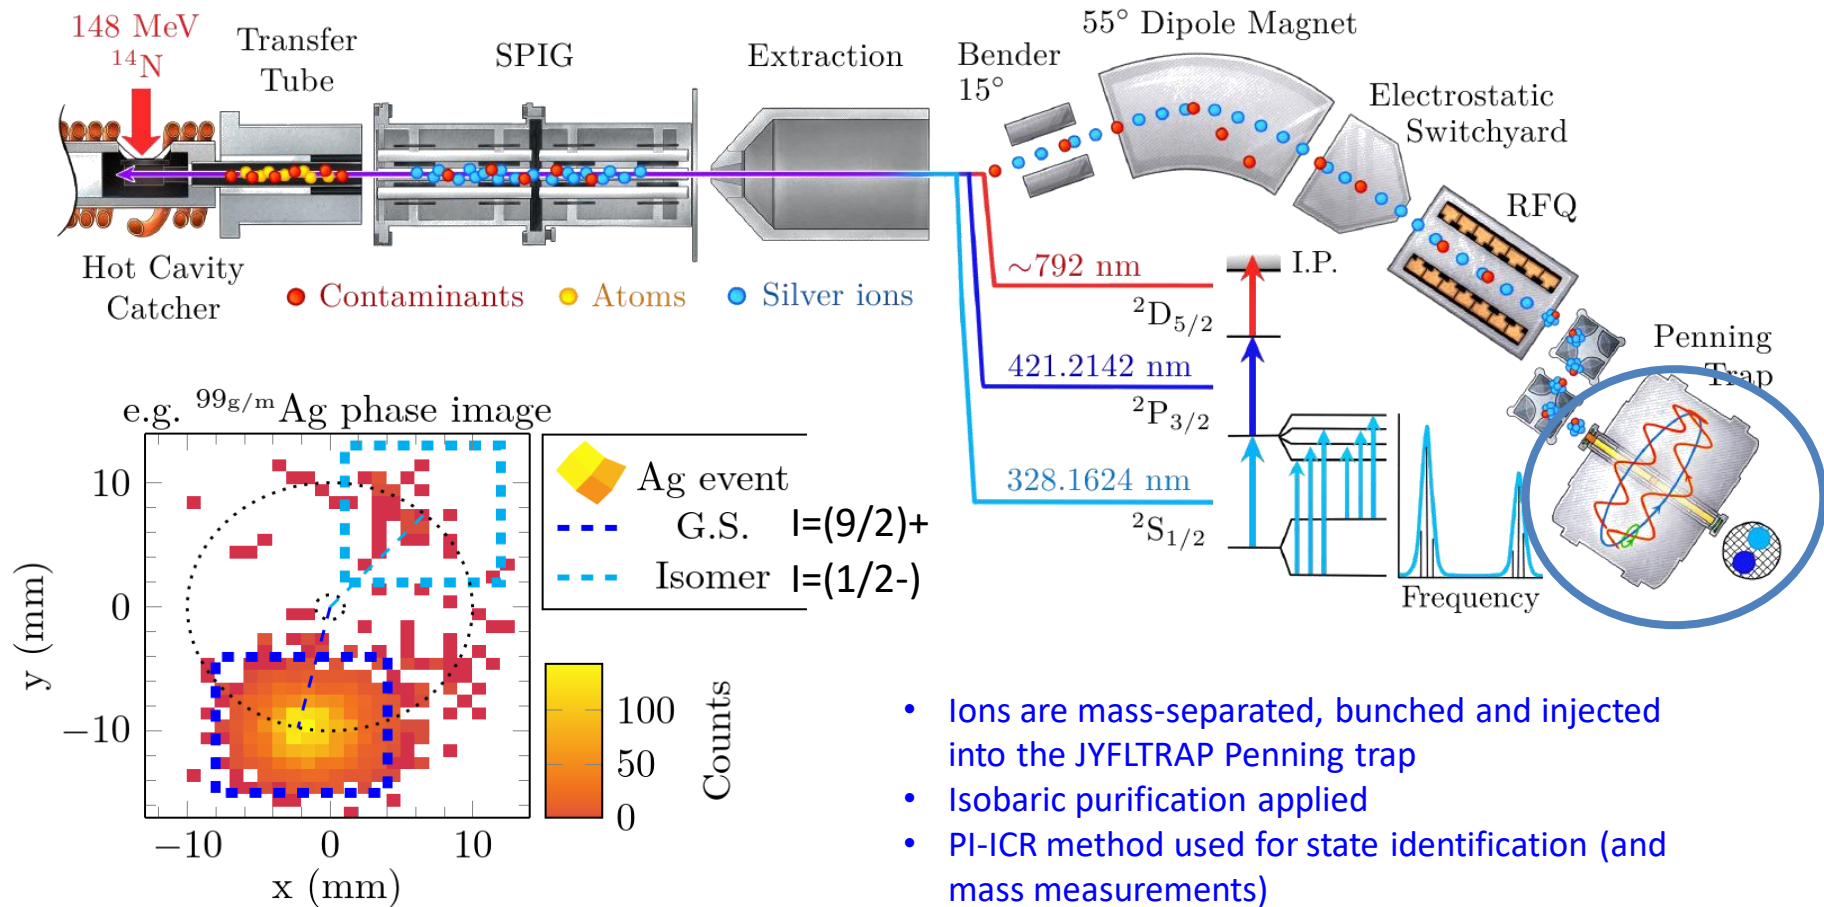 148 MeV
¹⁴N
Transfer
Tube
SPIG
Extraction
Bender
15°
55° Dipole Magnet
Electrostatic
Switchyard
RFQ
Penning
Trap
Hot Cavity
Catcher
Contaminants
Atoms
Silver ions
~792 nm
I.P.
²D₅/₂
421.2142 nm
²P₃/₂
328.1624 nm
²S₁/₂
Frequency
e.g. ⁹⁹ᵍ/ᵐAg phase image
10
0
−10
y (mm)
−10
0
10
x (mm)
Ag event
G.S. I=(9/2)+
Isomer I=(1/2-)
100
50
0
Counts
• Ions are mass-separated, bunched and injected
into the JYFLTRAP Penning trap
• Isobaric purification applied
• PI-ICR method used for state identification (and
mass measurements)